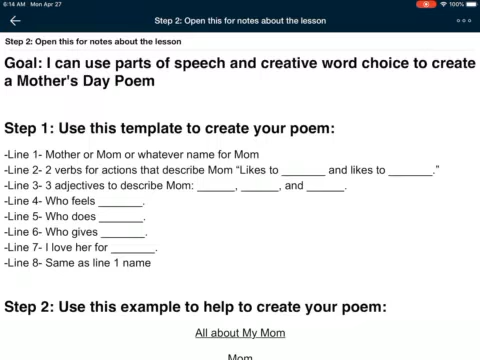 6:14 AM Mon Apr 27
100%
Step 2: Open this for notes about the lesson
Step 2: Open this for notes about the lesson
Goal: I can use parts of speech and creative word choice to create
a Mother's Day Poem
Step 1: Use this template to create your poem:
-Line 1- Mother or Mom or whatever name for Mom
-Line 2- 2 verbs for actions that describe Mom “Likes to _______ and likes to _______.”
-Line 3- 3 adjectives to describe Mom: ______, ______, and ______.
-Line 4- Who feels _______.
-Line 5- Who does _______.
-Line 6- Who gives _______.
-Line 7- I love her for _______.
-Line 8- Same as line 1 name
Step 2: Use this example to help to create your poem:
All about My Mom
Mom